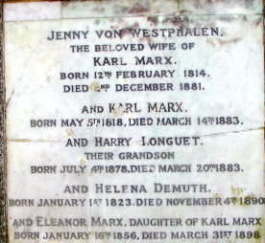 JENNY VON WESTPHALEN,
THE BELOVED WIFE OF
KARL MARX.
BORN 12TH FEBRUARY 1814.
DIED 2ND DECEMBER 1881.
AND KARL MARX.
BORN MAY 5TH 1818, DIED MARCH 14TH 1883.
AND HARRY LONGUET.
THEIR GRANDSON
BORN JULY 4TH 1878, DIED MARCH 20TH 1883.
AND HELENA DEMUTH.
BORN JANUARY 1ST 1823. DIED NOVEMBER 4TH 1890
AND ELEANOR MARX, DAUGHTER OF KARL MARX
BORN JANUARY 16TH 1856, DIED MARCH 31ST 1898